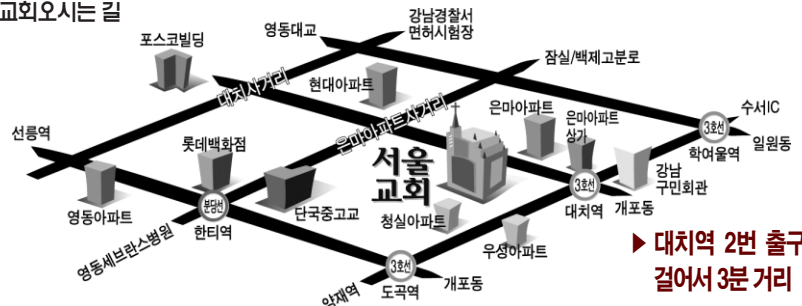 교회오시는 길
영동대교
강남경찰서
면허시험장
포스코빌딩
잠실/백제고분로
현대아파트
대치사거리
은마아파트
은마아파트
상가
수서IC
3호선
일원동
학여울역
은마아파트사거리
선릉역
롯데백화점
서울
교회
강남
구민회관
3호선
대치역
개포동
영동아파트
분당선
한티역
단국중고교
청실아파트
우성아파트
영동세브란스병원
3호선
도곡역
개포동
양재역
▶ 대치역 2번 출구
걸어서 3분 거리